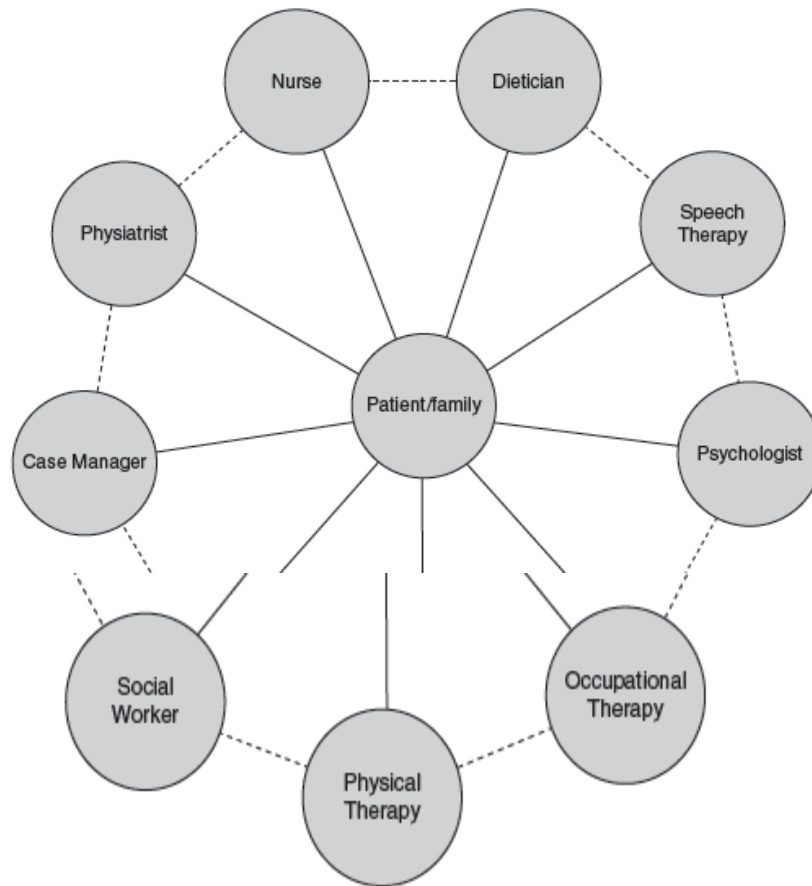 Nurse
Dietician
Physiatrist
Speech
Therapy
Patient/family
Case Manager
Psychologist
Social
Worker
Occupational
Therapy
Physical
Therapy